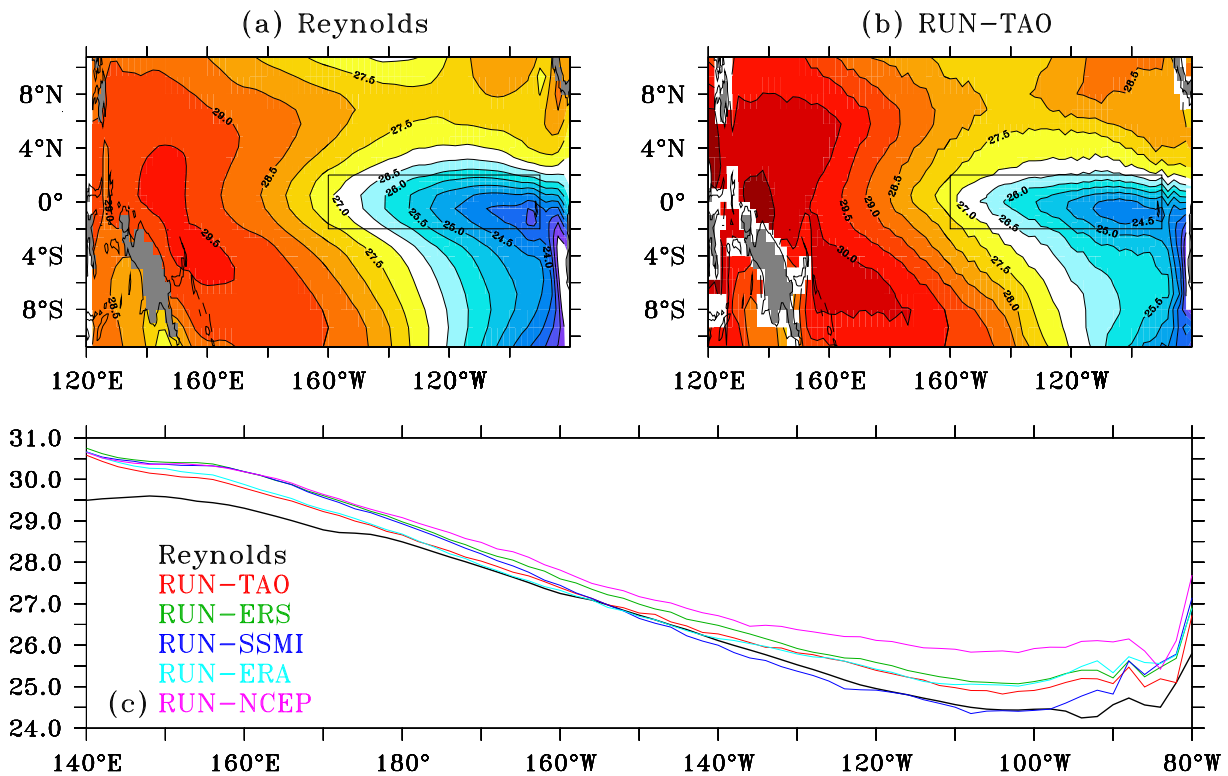 (a) Reynolds
(b) RUN-TAO
8°N
4°N
0°
4°S
8°S
120°E 160°E 160°W 120°W
29.0
27.5
27.5
28.5
26.5
26.0
27.0
25.5
25.0
24.5
24.0
29.0
29.5
27.5
28.5
8°N
4°N
0°
4°S
8°S
120°E 160°E 160°W 120°W
28.5
27.5
28.5
29.0
29.5
26.0
27.0
24.5
25.0
27.5
30.0
28.0
25.5
31.0
30.0
29.0
28.0
27.0
26.0
25.0
24.0
Reynolds
RUN-TAO
RUN-ERS
RUN-SSMI
RUN-ERA
(c) RUN-NCEP
140°E 160°E 180° 160°W 140°W 120°W 100°W 80°W